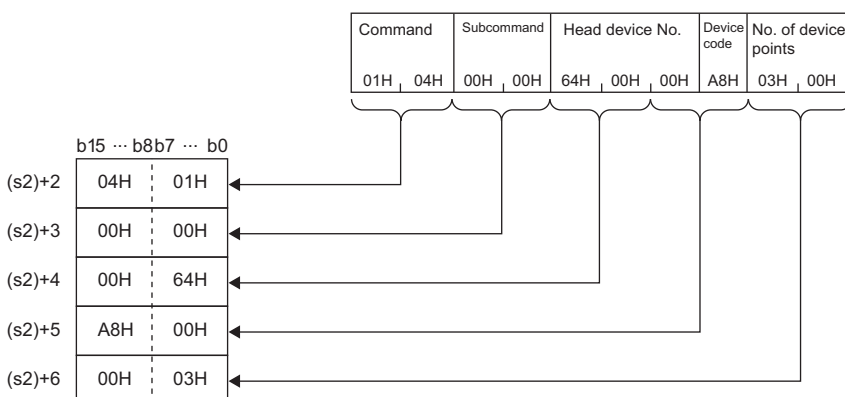 Command Subcommand Head device No. Device code No. of device points
01H 04H 00H 00H 64H 00H 00H A8H 03H 00H
b15 ··· b8 b7 ··· b0
(s2)+2 04H 01H
(s2)+3 00H 00H
(s2)+4 00H 64H
(s2)+5 A8H 00H
(s2)+6 00H 03H